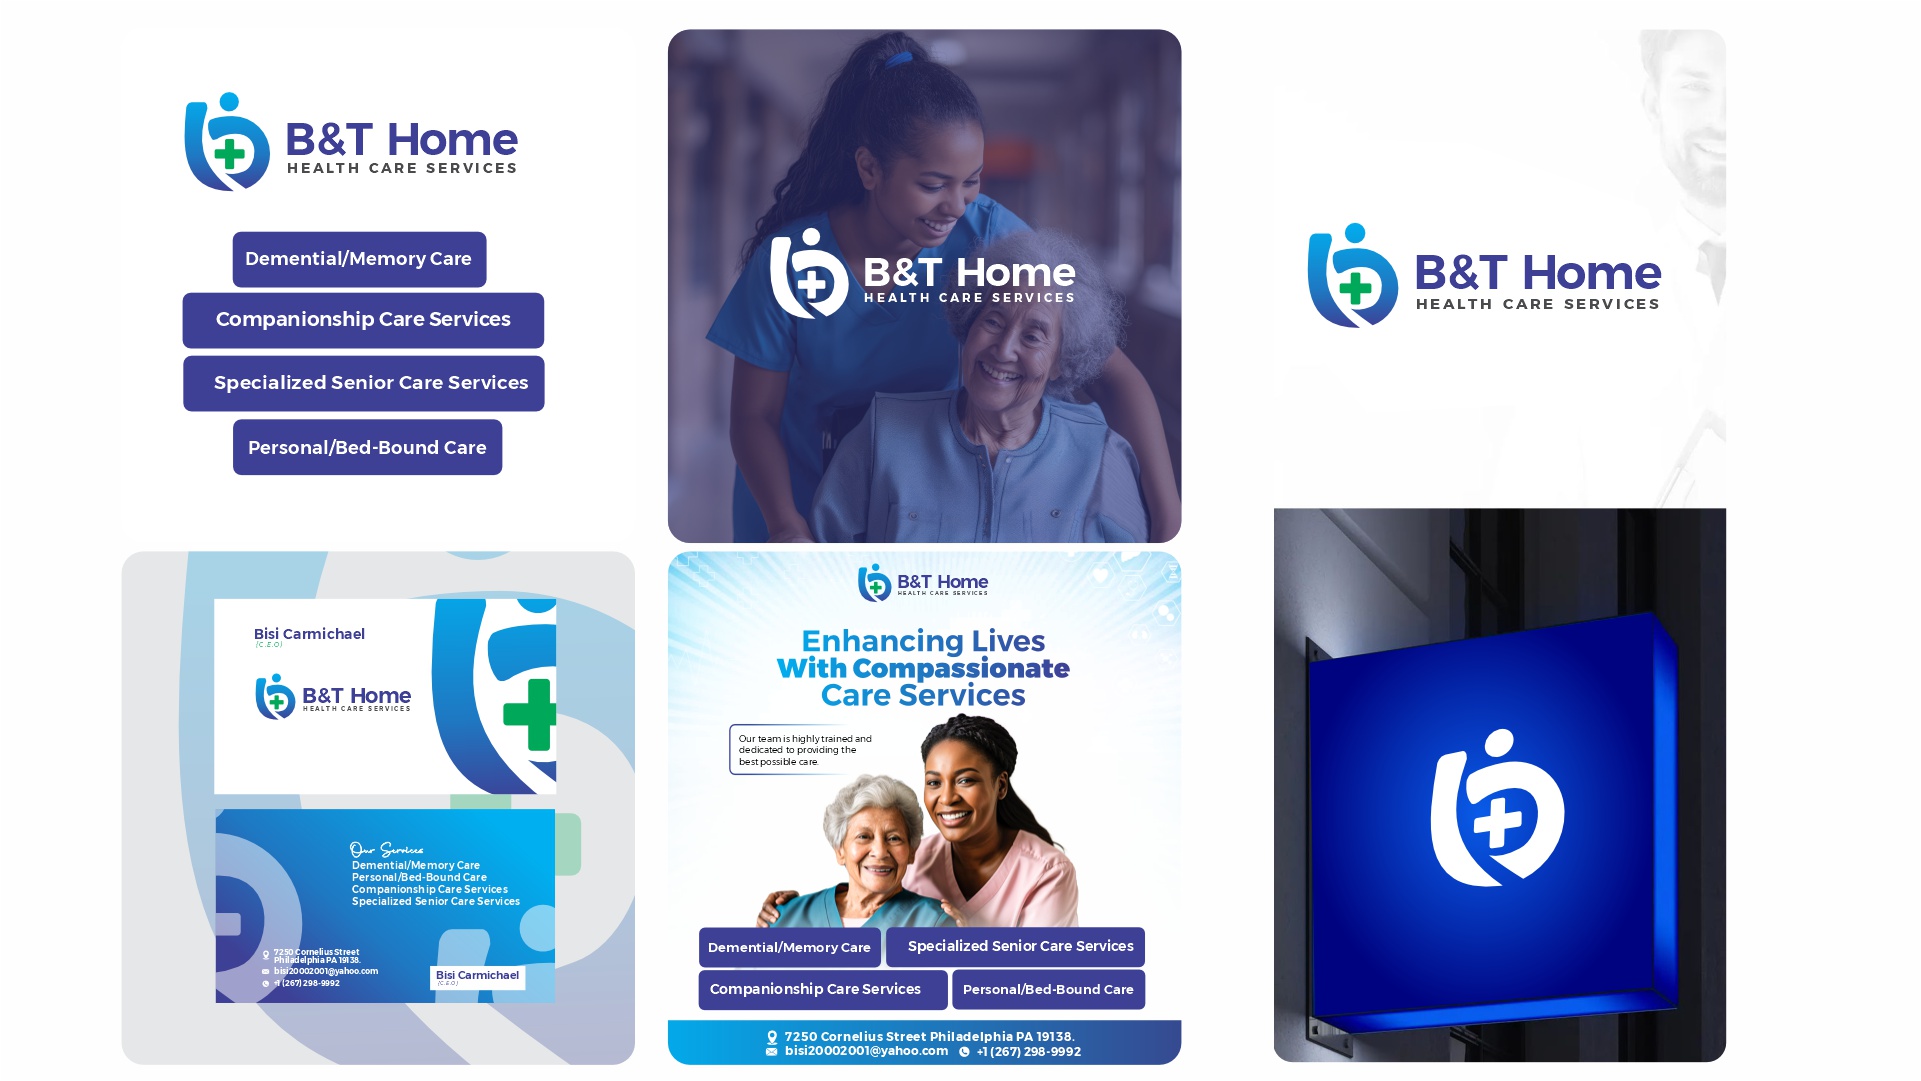 B&T Home
HEALTH CARE SERVICES
Demential/Memory Care
Companionship Care Services
Specialized Senior Care Services
Personal/Bed-Bound Care
B&T Home
HEALTH CARE SERVICES
B&T Home
HEALTH CARE SERVICES
Bisi Carmichael
(C.E.O)
B&T Home
HEALTH CARE SERVICES
Our Services
Demential/Memory Care
Personal/Bed-Bound Care
Companionship Care Services
Specialized Senior Care Services
7250 Cornelius Street
Philadelphia PA 19138.
bisi20002001@yahoo.com
+1 (267) 298-9992
Bisi Carmichael
(C.E.O)
B&T Home
HEALTH CARE SERVICES
Enhancing Lives
With Compassionate
Care Services
Our team is highly trained and
dedicated to providing the
best possible care.
Demential/Memory Care
Specialized Senior Care Services
Companionship Care Services
Personal/Bed-Bound Care
7250 Cornelius Street Philadelphia PA 19138.
bisi20002001@yahoo.com +1 (267) 298-9992